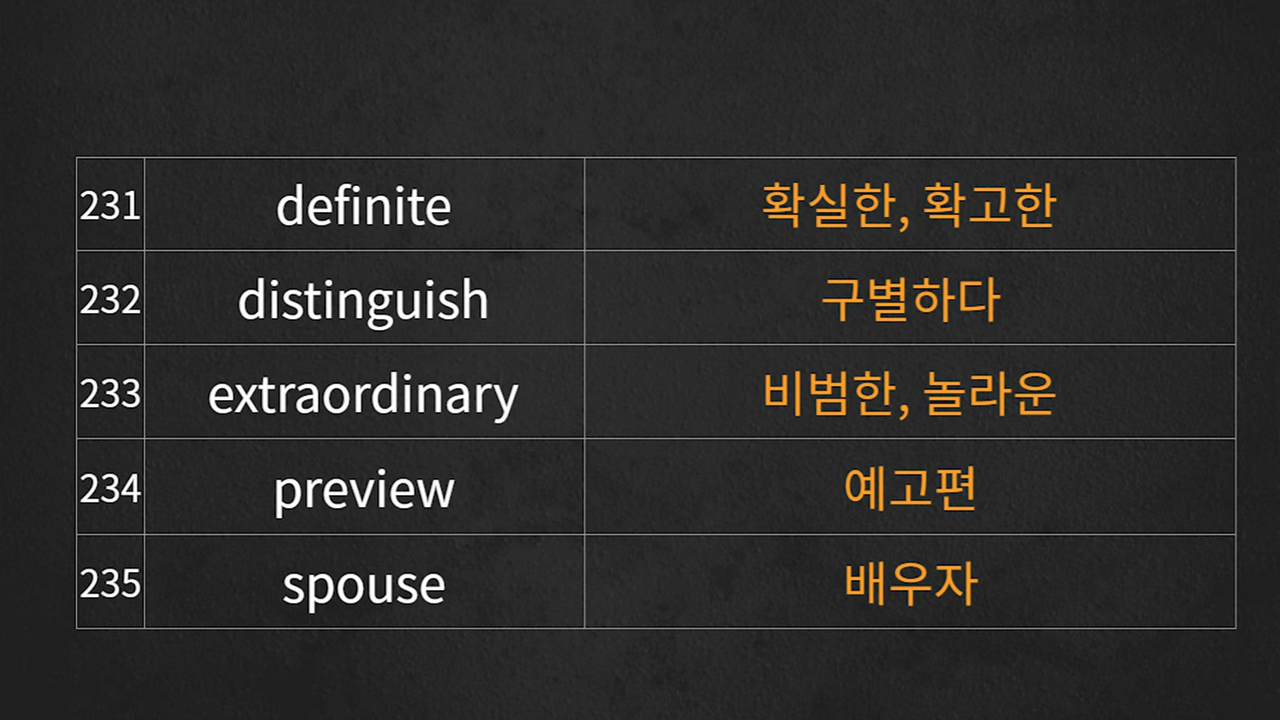 231 definite 확실한, 확고한
232 distinguish 구별하다
233 extraordinary 비범한, 놀라운
234 preview 예고편
235 spouse 배우자